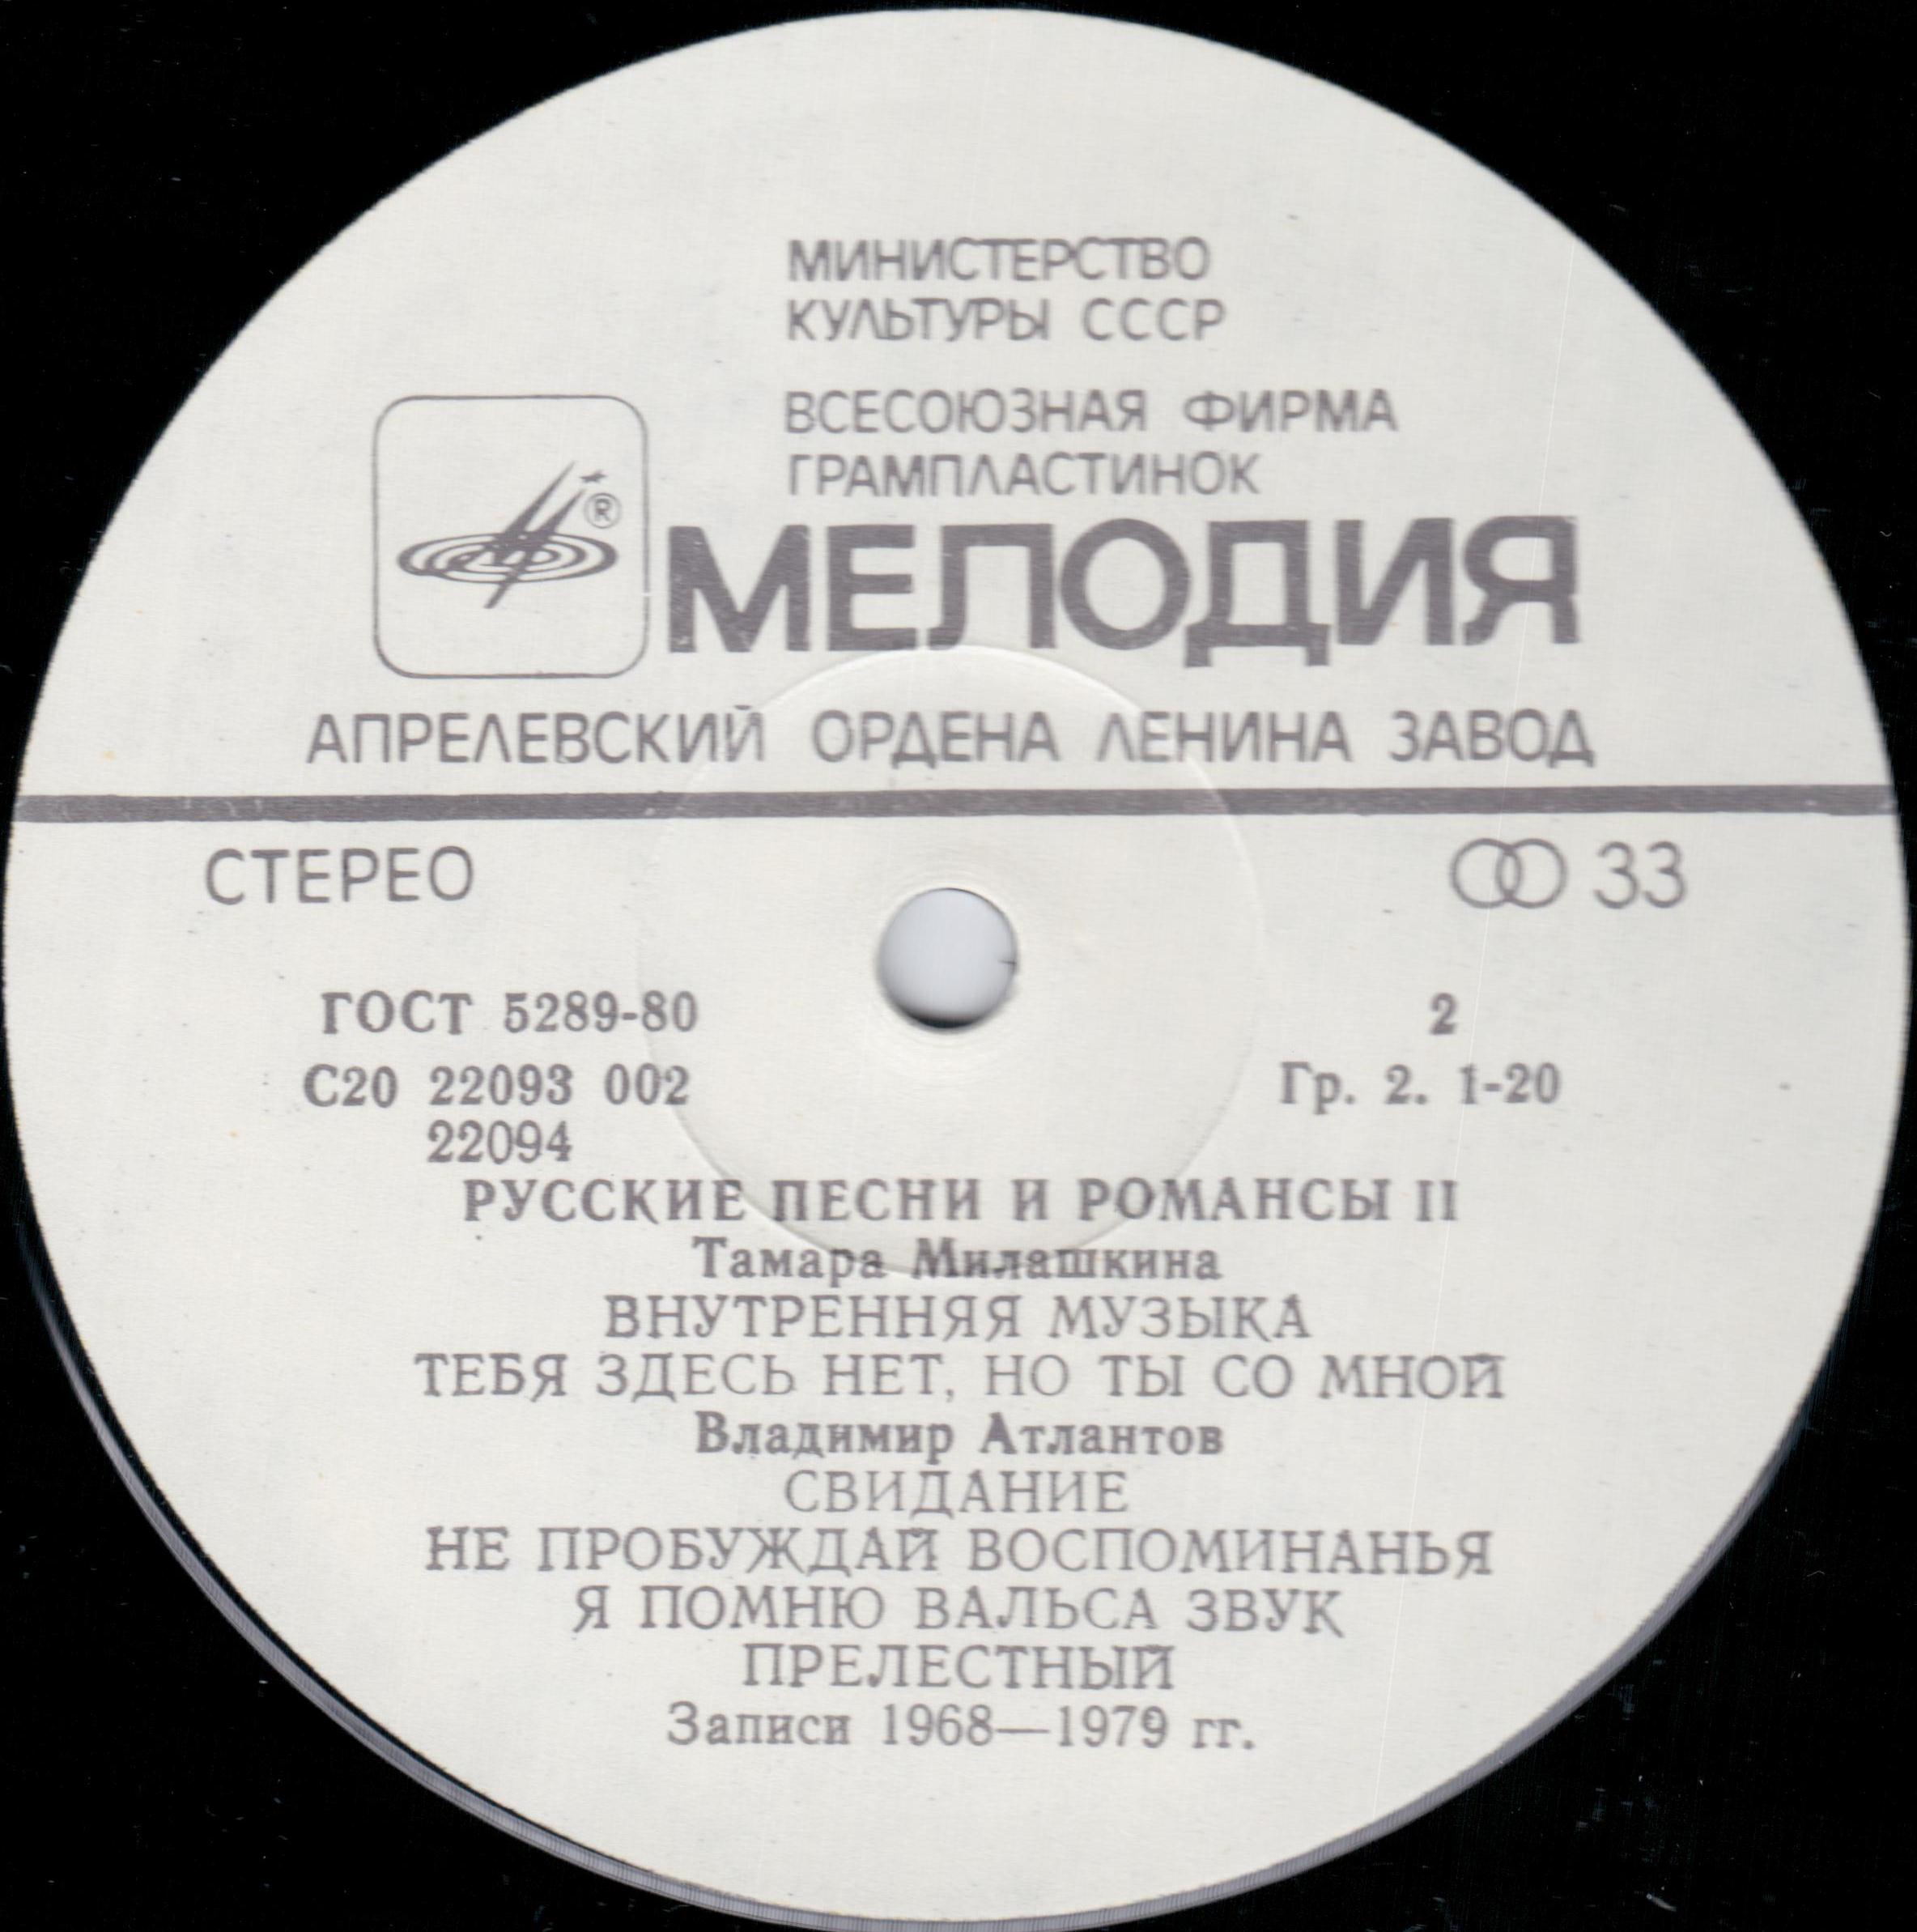 МИНИСТЕРСТВО
КУЛЬТУРЫ СССР
ВСЕСОЮЗНАЯ ФИРМА
ГРАМПЛАСТИНОК
®
МЕЛОДИЯ
АПРЕЛЕВСКИЙ ОРДЕНА ЛЕНИНА ЗАВОД
СТЕРЕО 33
ГОСТ 5289-80 2
С20 22093 002 Гр. 2. 1-20
22094
РУССКИЕ ПЕСНИ И РОМАНСЫ II
Тамара Милашкина
ВНУТРЕННЯЯ МУЗЫКА
ТЕБЯ ЗДЕСЬ НЕТ, НО ТЫ СО МНОЙ
Владимир Атлантов
СВИДАНИЕ
НЕ ПРОБУЖДАЙ ВОСПОМИНАНЬЯ
Я ПОМНЮ ВАЛЬСА ЗВУК
ПРЕЛЕСТНЫЙ
Записи 1968—1979 гг.